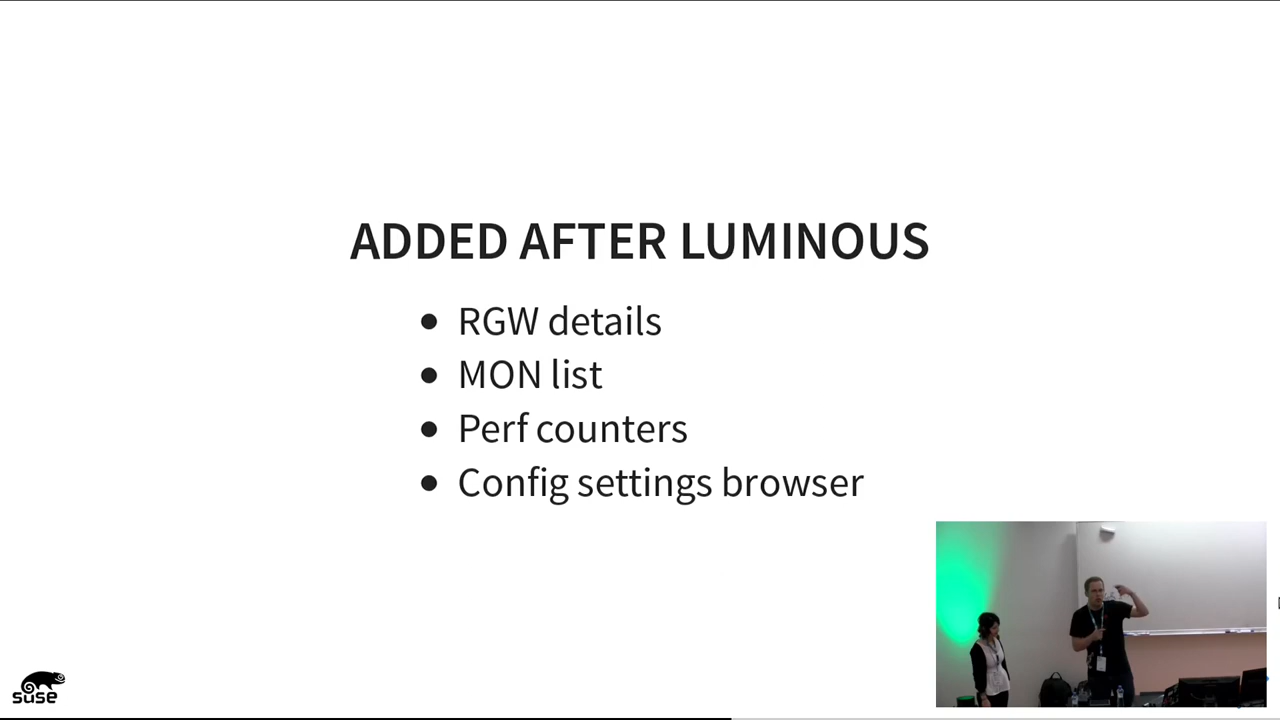 ADDED AFTER LUMINOUS
RGW details
MON list
Perf counters
Config settings browser
suse